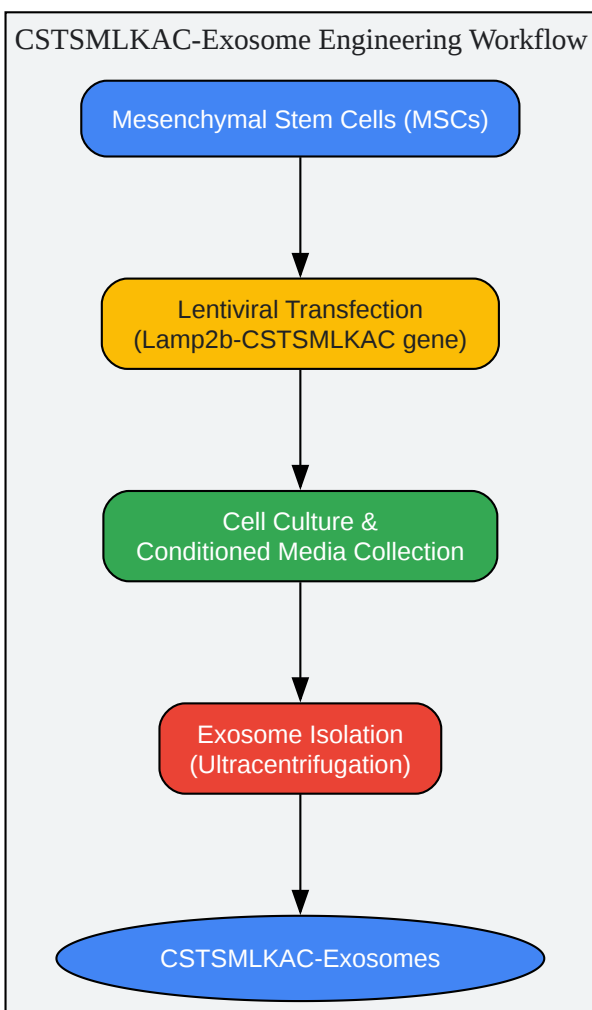 CSTSMLKAC-Exosome Engineering Workflow
Mesenchymal Stem Cells (MSCs)
Lentiviral Transfection
(Lamp2b-CSTSMLKAC gene)
Cell Culture &
Conditioned Media Collection
Exosome Isolation
(Ultracentrifugation)
CSTSMLKAC-Exosomes